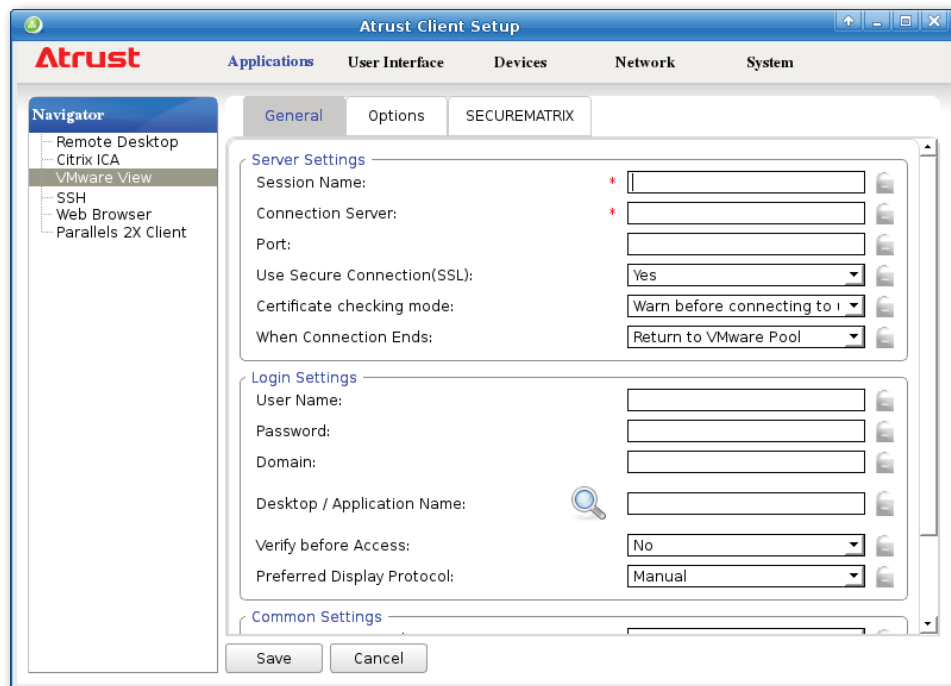 Atrust Client Setup
Atrust
Applications User Interface Devices Network System
Navigator
Remote Desktop
Citrix ICA
VMware View
SSH
Web Browser
Parallels 2X Client
General Options SECUREMATRIX
Server Settings
Session Name: *
Connection Server: *
Port:
Use Secure Connection(SSL): Yes
Certificate checking mode: Warn before connecting to
When Connection Ends: Return to VMware Pool
Login Settings
User Name:
Password:
Domain:
Desktop / Application Name:
Verify before Access: No
Preferred Display Protocol: Manual
Common Settings
Save Cancel